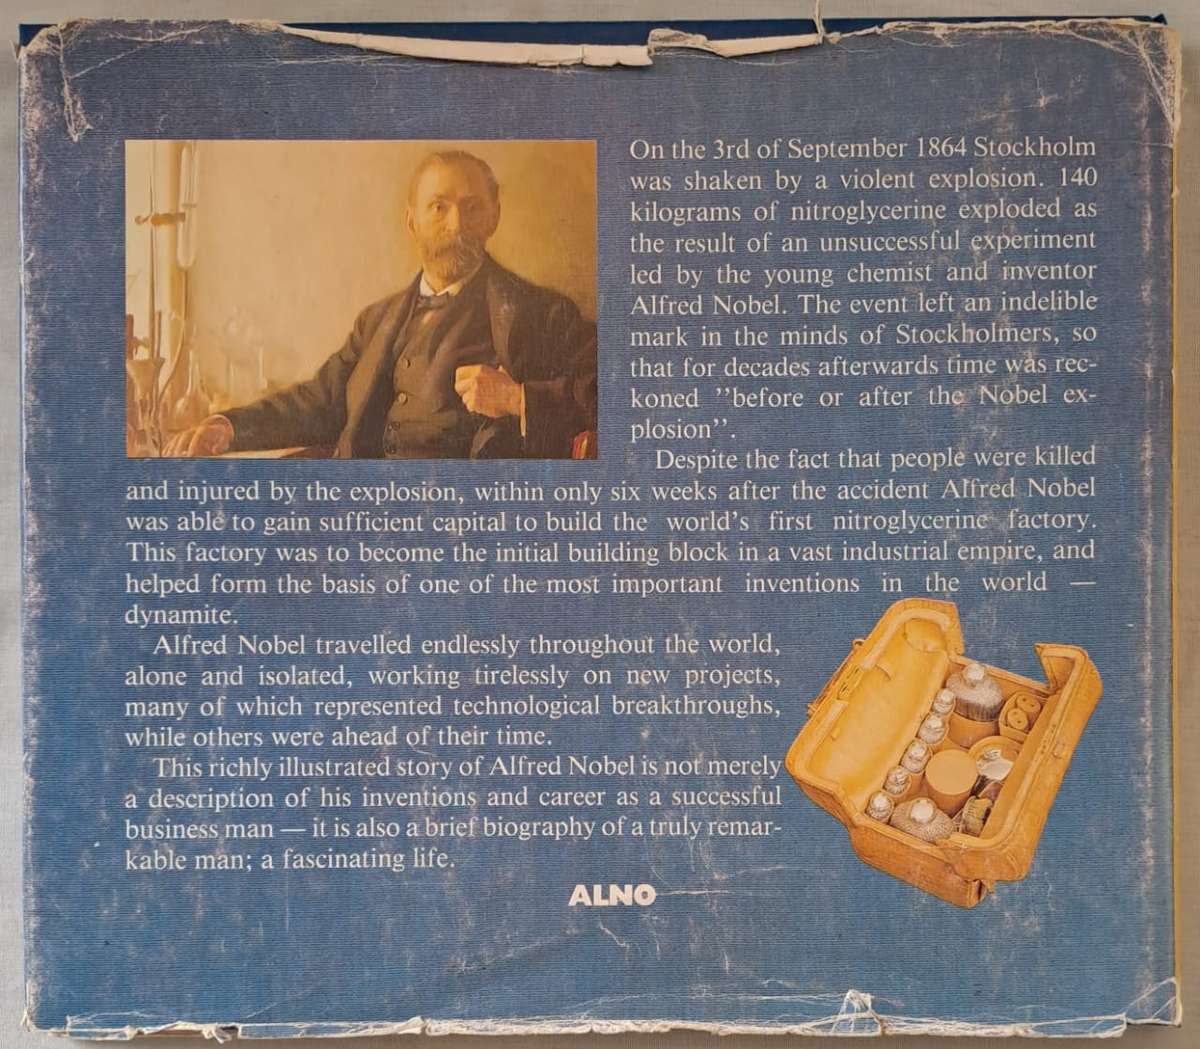 On the 3rd of September 1864 Stockholm
was shaken by a violent explosion. 140
kilograms of nitroglycerine exploded as
the result of an unsuccessful experiment
led by the young chemist and inventor
Alfred Nobel. The event left an indelible
mark in the minds of Stockholmers, so
that for decades afterwards time was rec-
koned ”before or after the Nobel ex-
plosion”.
Despite the fact that people were killed
and injured by the explosion, within only six weeks after the accident Alfred Nobel
was able to gain sufficient capital to build the world's first nitroglycerine factory.
This factory was to become the initial building block in a vast industrial empire, and
helped form the basis of one of the most important inventions in the world —
dynamite.
Alfred Nobel travelled endlessly throughout the world,
alone and isolated, working tirelessly on new projects,
many of which represented technological breakthroughs,
while others were ahead of their time.
This richly illustrated story of Alfred Nobel is not merely
a description of his inventions and career as a successful
business man — it is also a brief biography of a truly remar-
kable man; a fascinating life.
ALNO